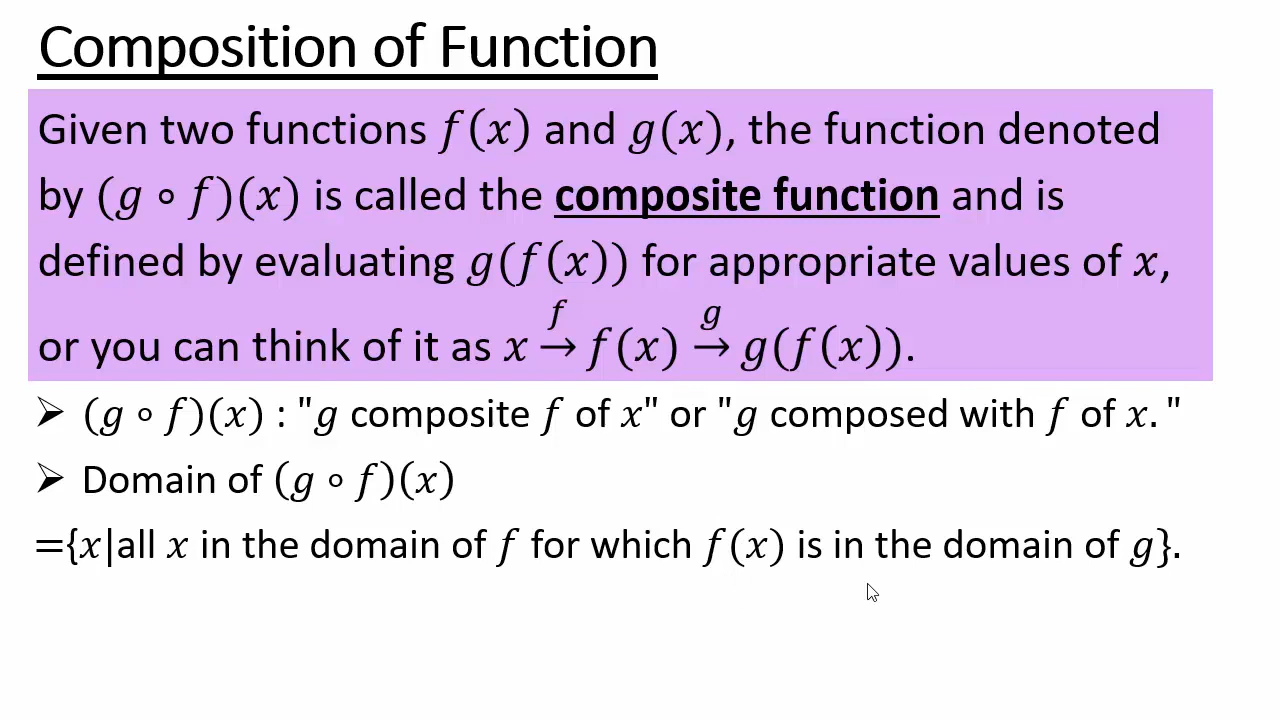 Composition of Function
Given two functions f(x) and g(x), the function denoted
by (g ∘ f)(x) is called the composite function and is
defined by evaluating g(f(x)) for appropriate values of x,
or you can think of it as x →^f f(x) →^g g(f(x)).
➢ (g ∘ f)(x) : "g composite f of x" or "g composed with f of x. "
➢ Domain of (g ∘ f)(x)
={x|all x in the domain of f for which f(x) is in the domain of g}.